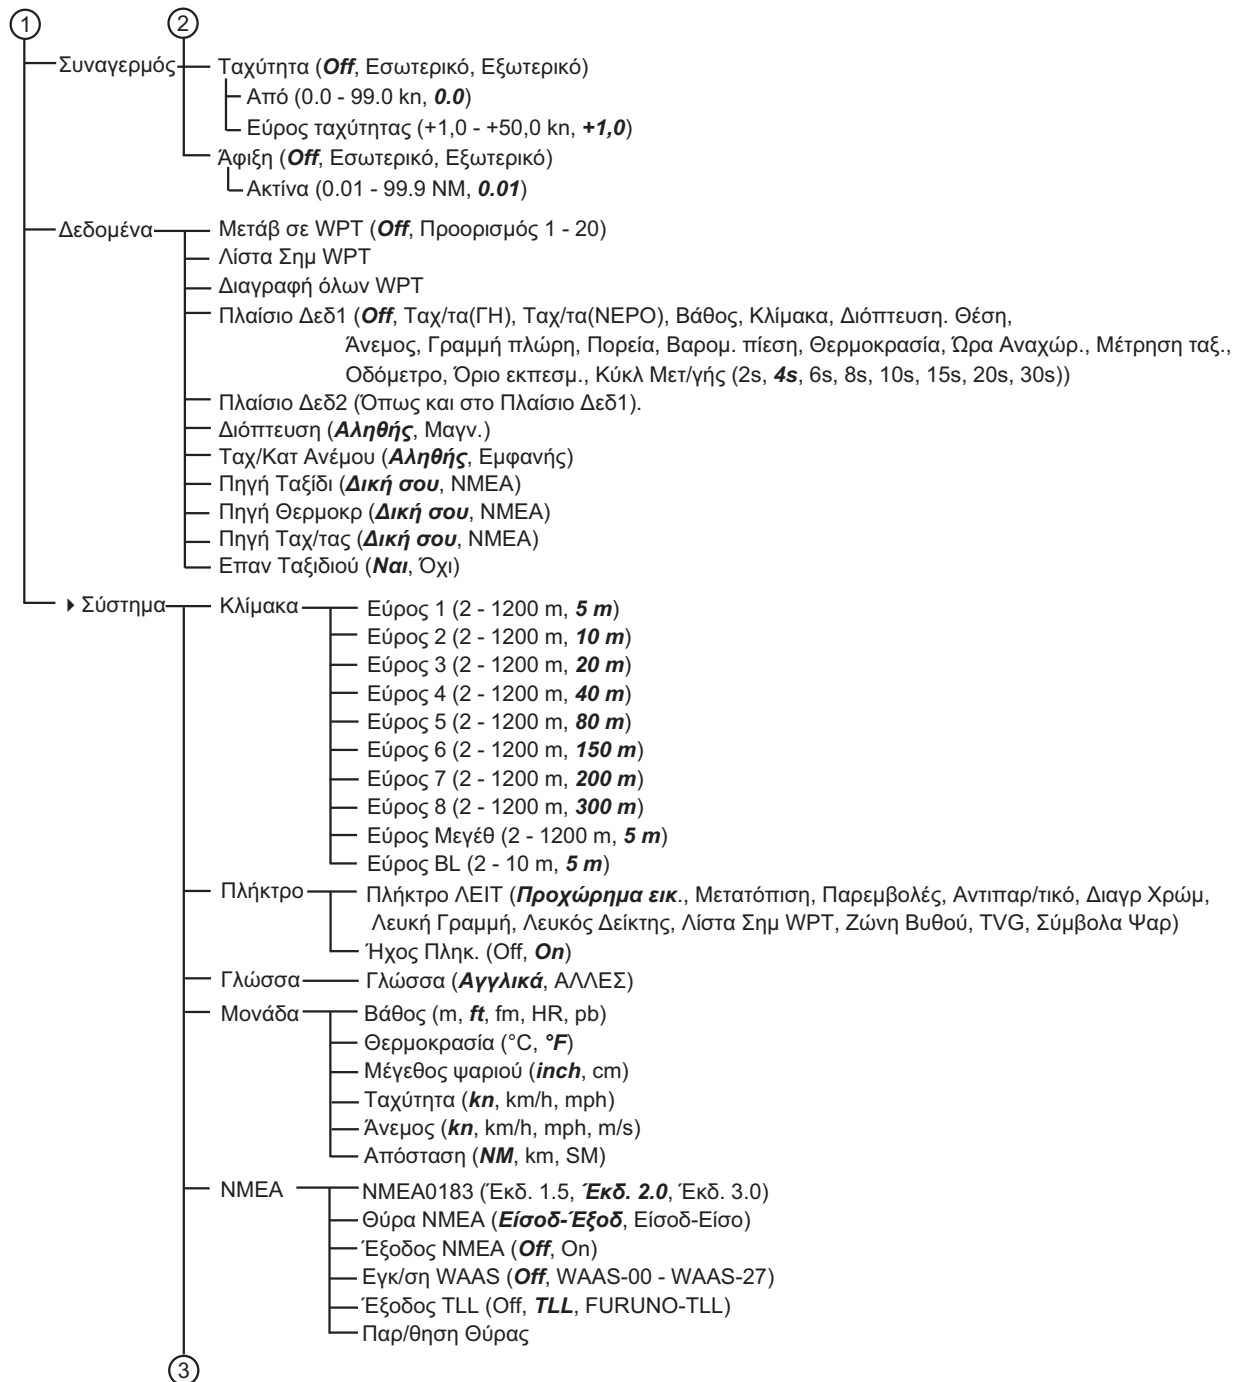 1 2
Συναγερμός Ταχύτητα (Off, Εσωτερικό, Εξωτερικό)
Από (0.0 - 99.0 kn, 0.0)
Εύρος ταχύτητας (+1,0 - +50,0 kn, +1,0)
Άφιξη (Off, Εσωτερικό, Εξωτερικό)
Ακτίνα (0.01 - 99.9 NM, 0.01)
Δεδομένα Μετάβ σε WPT (Off, Προορισμός 1 - 20)
Λίστα Σημ WPT
Διαγραφή όλων WPT
Πλαίσιο Δεδ1 (Off, Ταχ/τα(ΓΗ), Ταχ/τα(ΝΕΡΟ), Βάθος, Κλίμακα, Διόπτευση. Θέση,
Άνεμος, Γραμμή πλώρη, Πορεία, Βαρομ. πίεση, Θερμοκρασία, Ώρα Αναχώρ., Μέτρηση ταξ.,
Οδόμετρο, Όριο εκπεσμ., Κύκλ Μετ/γής (2s, 4s, 6s, 8s, 10s, 15s, 20s, 30s))
Πλαίσιο Δεδ2 (Όπως και στο Πλαίσιο Δεδ1).
Διόπτευση (Αληθής, Μαγν.)
Ταχ/Κατ Ανέμου (Αληθής, Εμφανής)
Πηγή Ταξίδι (Δική σου, NMEA)
Πηγή Θερμοκρ (Δική σου, NMEA)
Πηγή Ταχ/τας (Δική σου, NMEA)
Επαν Ταξιδιού (Ναι, Όχι)
Σύστημα Κλίμακα Εύρος 1 (2 - 1200 m, 5 m)
Εύρος 2 (2 - 1200 m, 10 m)
Εύρος 3 (2 - 1200 m, 20 m)
Εύρος 4 (2 - 1200 m, 40 m)
Εύρος 5 (2 - 1200 m, 80 m)
Εύρος 6 (2 - 1200 m, 150 m)
Εύρος 7 (2 - 1200 m, 200 m)
Εύρος 8 (2 - 1200 m, 300 m)
Εύρος Μεγέθ (2 - 1200 m, 5 m)
Εύρος BL (2 - 10 m, 5 m)
Πλήκτρο Πλήκτρο ΛΕΙΤ (Προχώρημα εικ., Μετατόπιση, Παρεμβολές, Αντιπαρ/τικό, Διαγρ Χρώμ,
Λευκή Γραμμή, Λευκός Δείκτης, Λίστα Σημ WPT, Ζώνη Βυθού, TVG, Σύμβολα Ψαρ)
Ήχος Πληκ. (Off, On)
Γλώσσα Γλώσσα (Αγγλικά, ΑΛΛΕΣ)
Μονάδα Βάθος (m, ft, fm, HR, pb)
Θερμοκρασία (°C, °F)
Μέγεθος ψαριού (inch, cm)
Ταχύτητα (kn, km/h, mph)
Άνεμος (kn, km/h, mph, m/s)
Απόσταση (NM, km, SM)
NMEA NMEA0183 (Έκδ. 1.5, Έκδ. 2.0, Έκδ. 3.0)
Θύρα NMEA (Είσοδ-Έξοδ, Είσοδ-Είσο)
Έξοδος NMEA (Off, On)
Εγκ/ση WAAS (Off, WAAS-00 - WAAS-27)
Έξοδος TLL (Off, TLL, FURUNO-TLL)
Παρ/θηση Θύρας
3